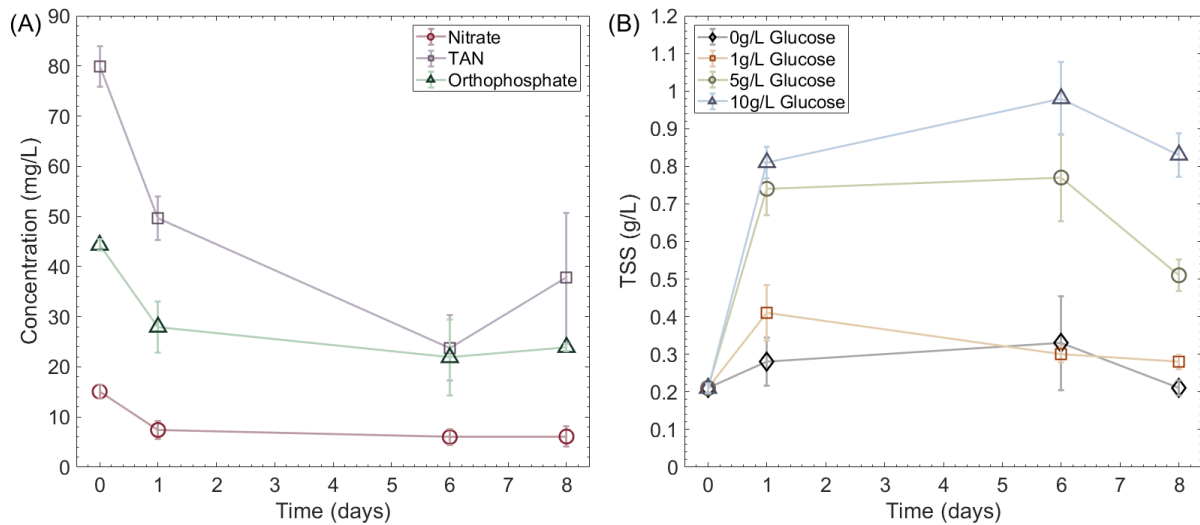 (A)
Concentration (mg/L)
90
80
70
60
50
40
30
20
10
0
Nitrate
TAN
Orthophosphate
0 1 2 3 4 5 6 7 8
Time (days)
(B)
TSS (g/L)
1.2
1.1
1
0.9
0.8
0.7
0.6
0.5
0.4
0.3
0.2
0.1
0
0g/L Glucose
1g/L Glucose
5g/L Glucose
10g/L Glucose
0 1 2 3 4 5 6 7 8
Time (days)